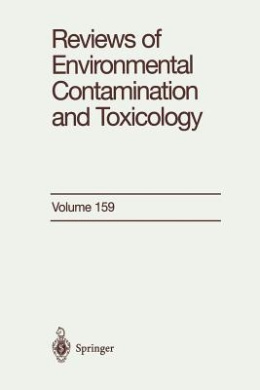 Reviews of
Environmental
Contamination
and Toxicology
Volume 159
Springer